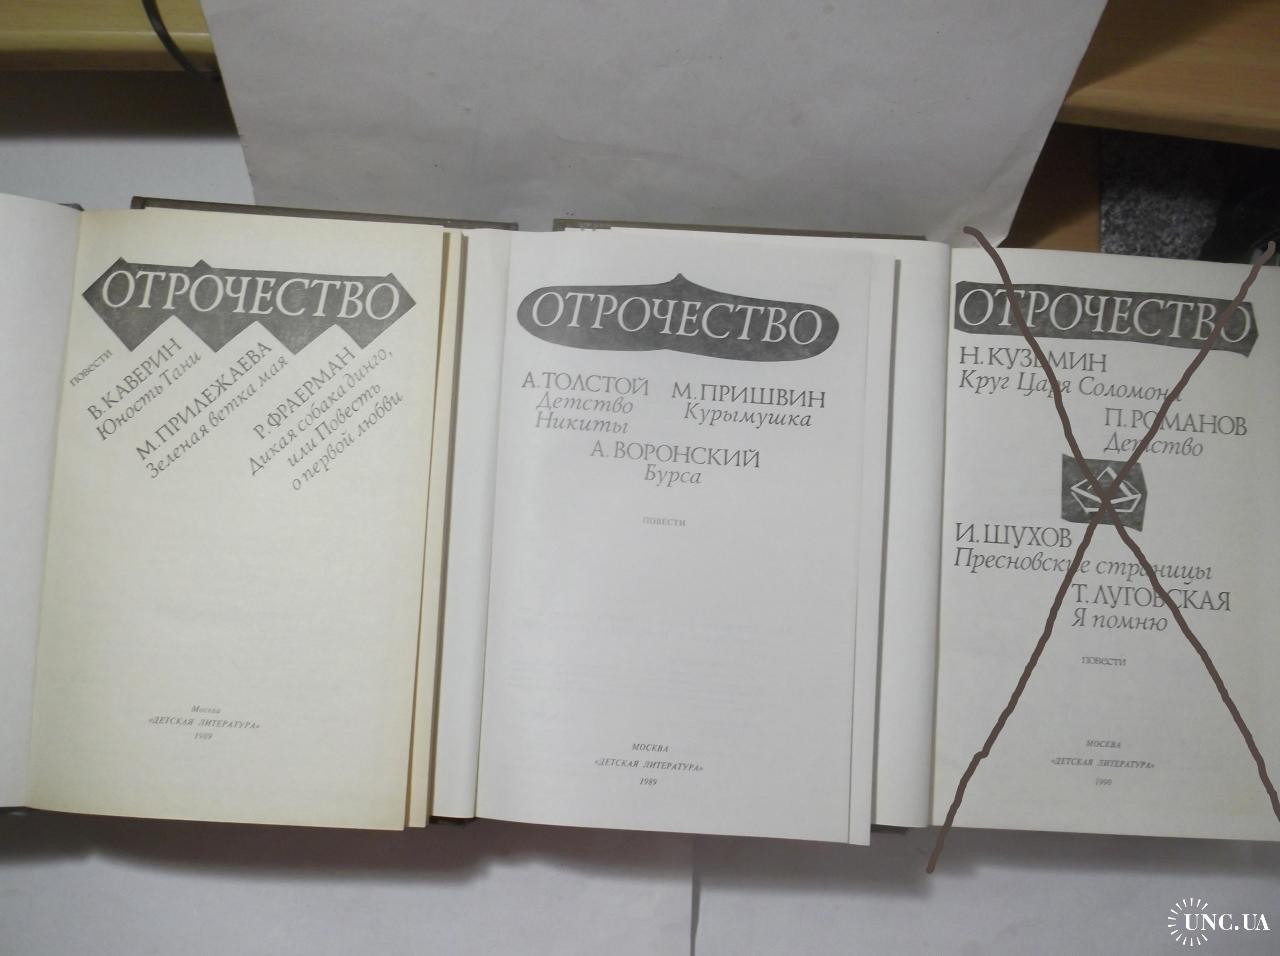 ОТРОЧЕСТВО
ПОВЕСТИ
В.КАВЕРИН
Юность Тани
М.ПРИЛЕЖАЕВА
Зеленая ветка мая
Р.ФРАЕРМАН
Дикая собака динго,
или Повесть
о первой любви
Москва
«ДЕТСКАЯ ЛИТЕРАТУРА»
1989
ОТРОЧЕСТВО
А.ТОЛСТОЙ
Детство
Никиты
М.ПРИШВИН
Курымушка
А.ВОРОНСКИЙ
Бурса
ПОВЕСТИ
МОСКВА
«ДЕТСКАЯ ЛИТЕРАТУРА»
1989
ОТРОЧЕСТВО
Н.КУЗЬМИН
Круг Царя Соломона
П.РОМАНОВ
Детство
И.ШУХОВ
Пресновские страницы
Т.ЛУГОВСКАЯ
Я помню
ПОВЕСТИ
МОСКВА
«ДЕТСКАЯ ЛИТЕРАТУРА»
1990
UNC.UA